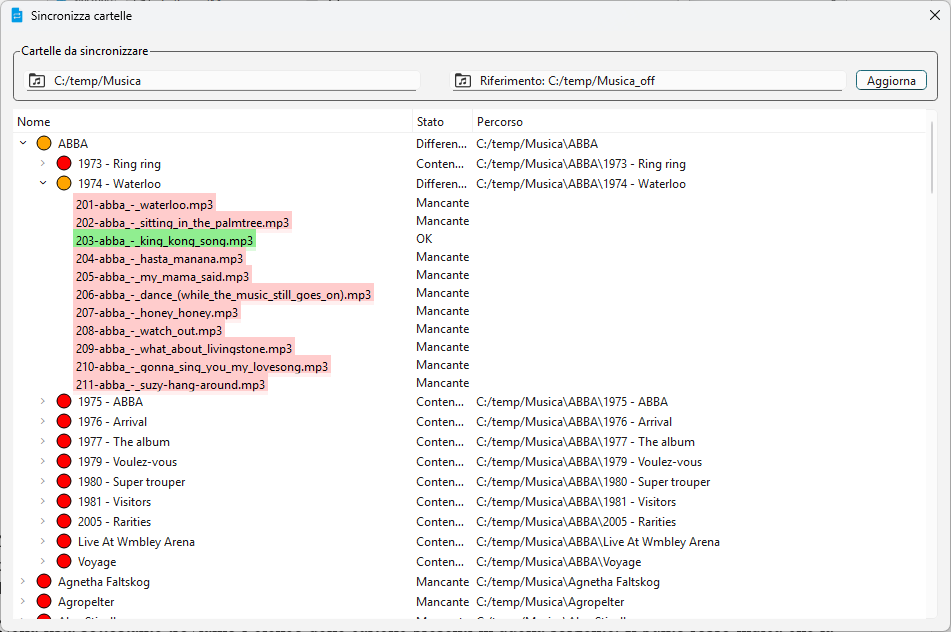 Sincronizza cartelle
Cartelle da sincronizzare
C:/temp/Musica Riferimento: C:/temp/Musica_off Aggiorna
Nome Stato Percorso
ABBA Differen... C:/temp/Musica\ABBA
1973 - Ring ring Conten... C:/temp/Musica\ABBA\1973 - Ring ring
1974 - Waterloo Differen... C:/temp/Musica\ABBA\1974 - Waterloo
201-abba_-_waterloo.mp3 Mancante
202-abba_-_sitting_in_the_palmtree.mp3 Mancante
203-abba_-_king_kong_song.mp3 OK
204-abba_-_hasta_manana.mp3 Mancante
205-abba_-_my_mama_said.mp3 Mancante
206-abba_-_dance_(while_the_music_still_goes_on).mp3 Mancante
207-abba_-_honey_honey.mp3 Mancante
208-abba_-_watch_out.mp3 Mancante
209-abba_-_what_about_livingstone.mp3 Mancante
210-abba_-_gonna_sing_you_my_lovesong.mp3 Mancante
211-abba_-_suzy-hang-around.mp3 Mancante
1975 - ABBA Conten... C:/temp/Musica\ABBA\1975 - ABBA
1976 - Arrival Conten... C:/temp/Musica\ABBA\1976 - Arrival
1977 - The album Conten... C:/temp/Musica\ABBA\1977 - The album
1979 - Voulez-vous Conten... C:/temp/Musica\ABBA\1979 - Voulez-vous
1980 - Super trouper Conten... C:/temp/Musica\ABBA\1980 - Super trouper
1981 - Visitors Conten... C:/temp/Musica\ABBA\1981 - Visitors
2005 - Rarities Conten... C:/temp/Musica\ABBA\2005 - Rarities
Live At Wmbley Arena Conten... C:/temp/Musica\ABBA\Live At Wmbley Arena
Voyage Conten... C:/temp/Musica\ABBA\Voyage
Agnetha Faltskog Mancante C:/temp/Musica\Agnetha Faltskog
Agropelter Mancante C:/temp/Musica\Agropelter